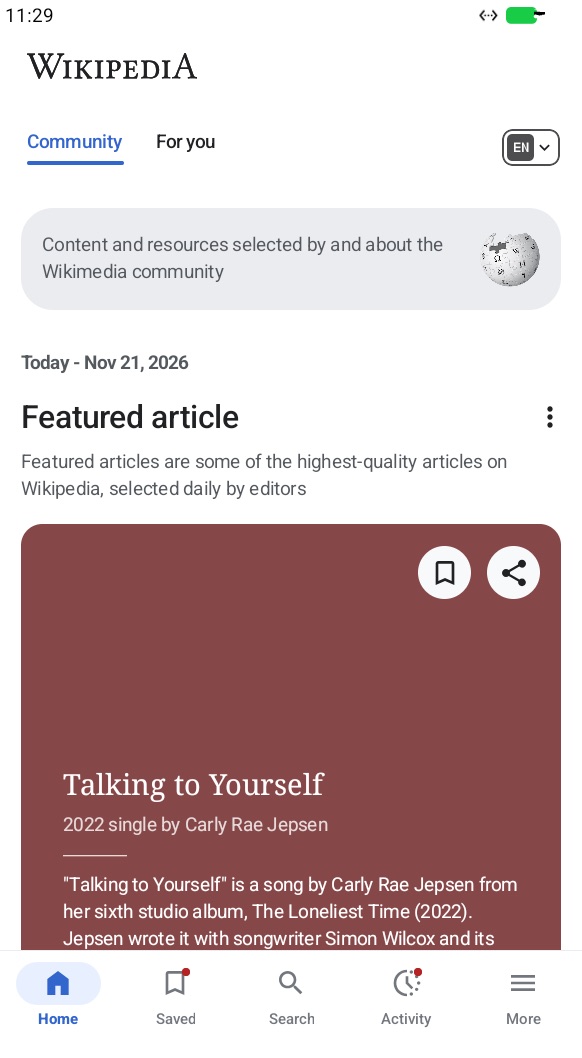 11:29
WIKIPEDIA
Community
For you
EN
Content and resources selected by and about the
Wikimedia community
Today - Nov 21, 2026
Featured article
Featured articles are some of the highest-quality articles on
Wikipedia, selected daily by editors
Talking to Yourself
2022 single by Carly Rae Jepsen
"Talking to Yourself" is a song by Carly Rae Jepsen from
her sixth studio album, The Loneliest Time (2022).
Jepsen wrote it with songwriter Simon Wilcox and its
Home
Saved
Search
Activity
More